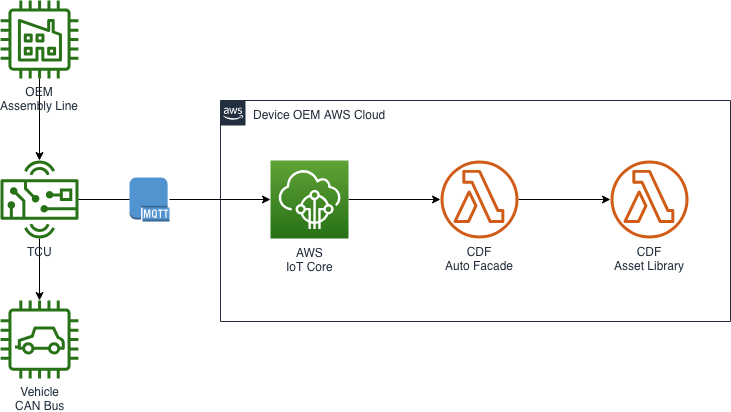 OEM
Assembly Line
aws
Device OEM AWS Cloud
TCU
MQTT
AWS
IoT Core
CDF
Auto Facade
CDF
Asset Library
Vehicle
CAN Bus